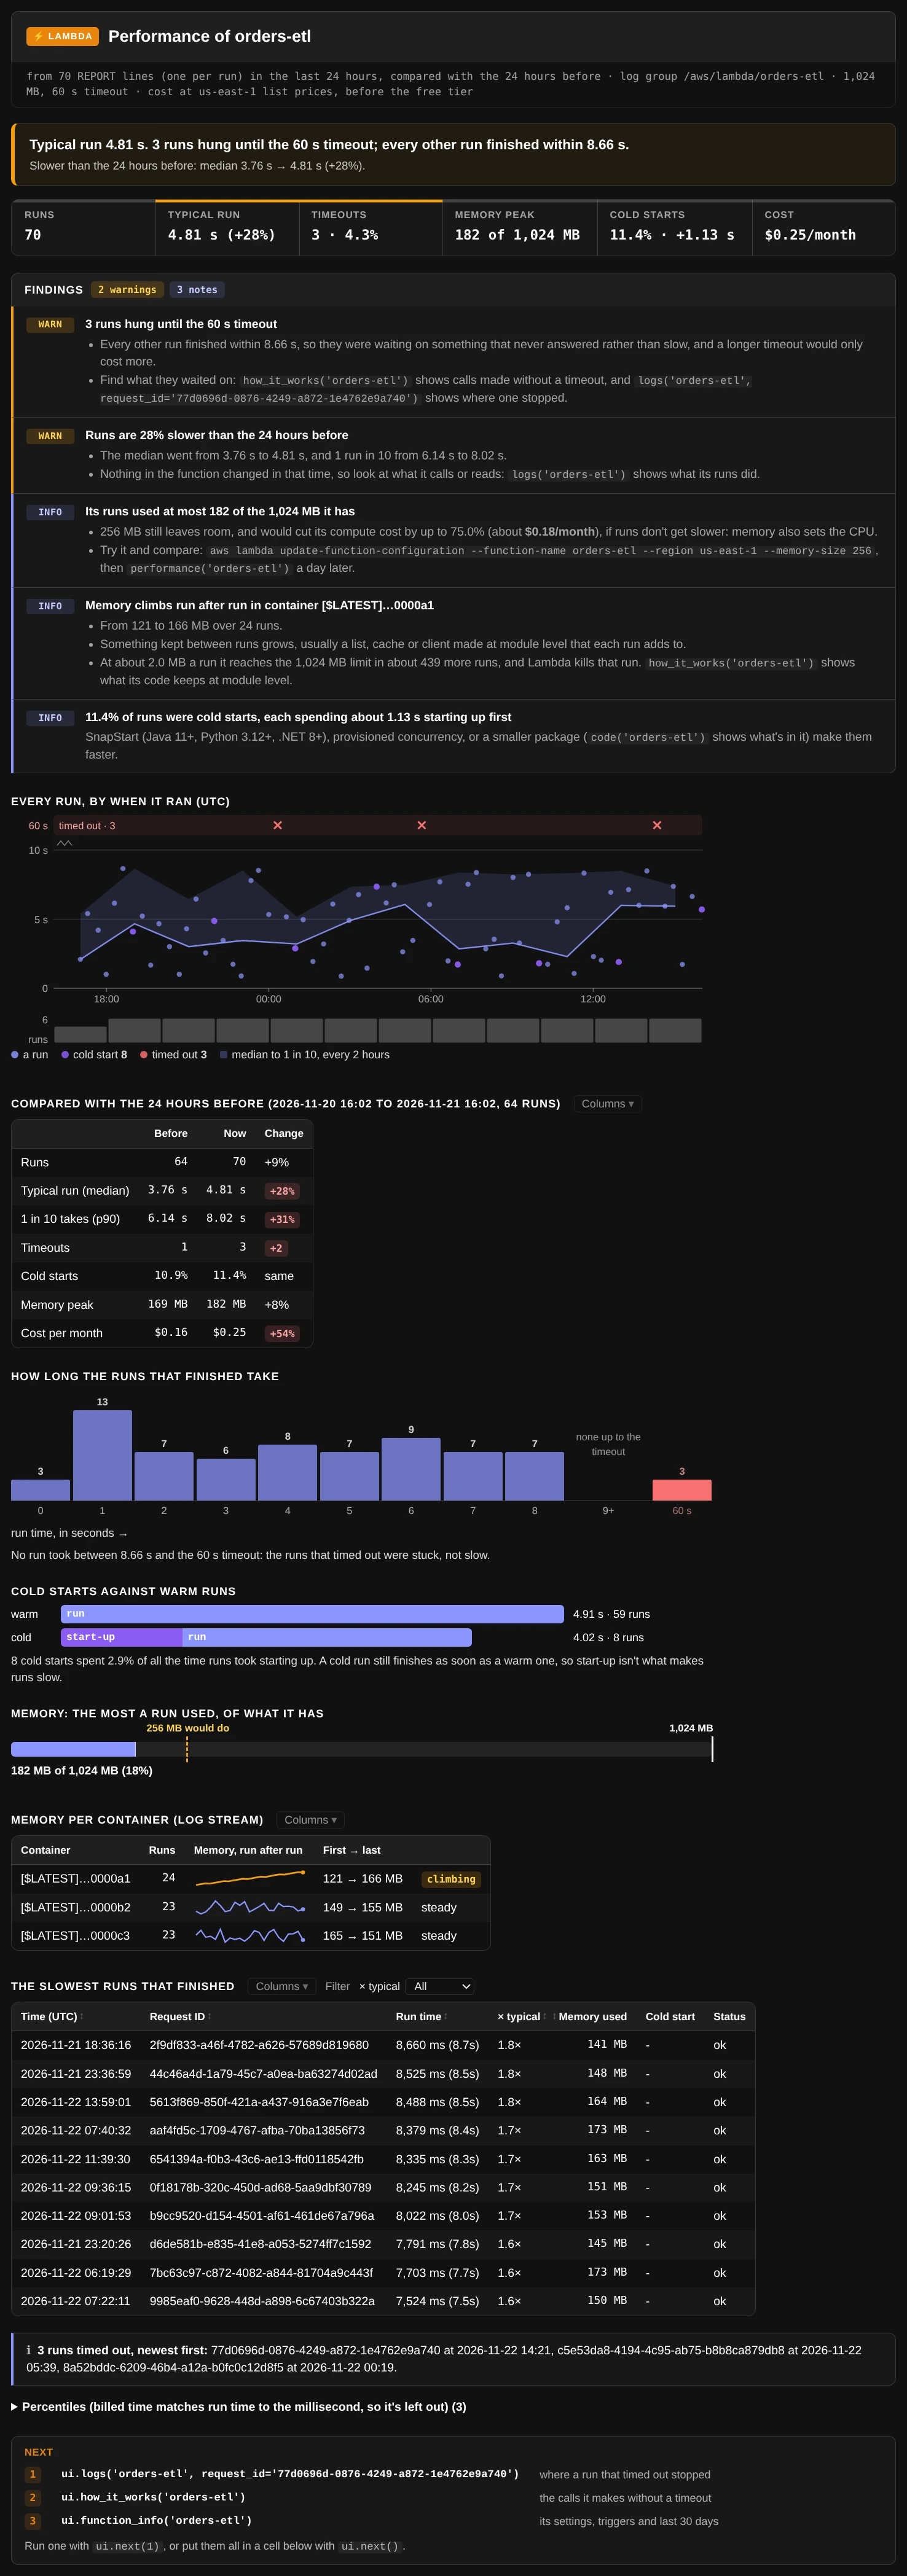 ⚡ LAMBDA Performance of orders-etl
from 70 REPORT lines (one per run) in the last 24 hours, compared with the 24 hours before · log group /aws/lambda/orders-etl · 1,024
MB, 60 s timeout · cost at us-east-1 list prices, before the free tier
Typical run 4.81 s. 3 runs hung until the 60 s timeout; every other run finished within 8.66 s.
Slower than the 24 hours before: median 3.76 s → 4.81 s (+28%).
RUNS TYPICAL RUN TIMEOUTS MEMORY PEAK COLD STARTS COST
70 4.81 s (+28%) 3 · 4.3% 182 of 1,024 MB 11.4% · +1.13 s $0.25/month
FINDINGS 2 warnings 3 notes
WARN 3 runs hung until the 60 s timeout
• Every other run finished within 8.66 s, so they were waiting on something that never answered rather than slow, and a longer timeout would only
cost more.
• Find what they waited on: how_it_works('orders-etl') shows calls made without a timeout, and logs('orders-etl',
request_id='77d0696d-0876-4249-a872-1e4762e9a740') shows where one stopped.
WARN Runs are 28% slower than the 24 hours before
• The median went from 3.76 s to 4.81 s, and 1 run in 10 from 6.14 s to 8.02 s.
• Nothing in the function changed in that time, so look at what it calls or reads: logs('orders-etl') shows what its runs did.
INFO Its runs used at most 182 of the 1,024 MB it has
• 256 MB still leaves room, and would cut its compute cost by up to 75.0% (about $0.18/month), if runs don't get slower: memory also sets the CPU.
• Try it and compare: aws lambda update-function-configuration --function-name orders-etl --region us-east-1 --memory-size 256,
then performance('orders-etl') a day later.
INFO Memory climbs run after run in container [$LATEST]…0000a1
• From 121 to 166 MB over 24 runs.
• Something kept between runs grows, usually a list, cache or client made at module level that each run adds to.
• At about 2.0 MB a run it reaches the 1,024 MB limit in about 439 more runs, and Lambda kills that run. how_it_works('orders-etl') shows
what its code keeps at module level.
INFO 11.4% of runs were cold starts, each spending about 1.13 s starting up first
SnapStart (Java 11+, Python 3.12+, .NET 8+), provisioned concurrency, or a smaller package (code('orders-etl') shows what's in it) make them
faster.
EVERY RUN, BY WHEN IT RAN (UTC)
60 s timed out · 3
10 s
5 s
0
18:00 00:00 06:00 12:00
6
runs
a run cold start 8 timed out 3 median to 1 in 10, every 2 hours
COMPARED WITH THE 24 HOURS BEFORE (2026-11-20 16:02 TO 2026-11-21 16:02, 64 RUNS) Columns ▾
Before Now Change
Runs 64 70 +9%
Typical run (median) 3.76 s 4.81 s +28%
1 in 10 takes (p90) 6.14 s 8.02 s +31%
Timeouts 1 3 +2
Cold starts 10.9% 11.4% same
Memory peak 169 MB 182 MB +8%
Cost per month $0.16 $0.25 +54%
HOW LONG THE RUNS THAT FINISHED TAKE
3 13 7 6 8 7 9 7 7 none up to the
timeout 3
0 1 2 3 4 5 6 7 8 9+ 60 s
run time, in seconds →
No run took between 8.66 s and the 60 s timeout: the runs that timed out were stuck, not slow.
COLD STARTS AGAINST WARM RUNS
warm run 4.91 s · 59 runs
cold start-up run 4.02 s · 8 runs
8 cold starts spent 2.9% of all the time runs took starting up. A cold run still finishes as soon as a warm one, so start-up isn't what makes
runs slow.
MEMORY: THE MOST A RUN USED, OF WHAT IT HAS
256 MB would do 1,024 MB
182 MB of 1,024 MB (18%)
MEMORY PER CONTAINER (LOG STREAM) Columns ▾
Container Runs Memory, run after run First → last
[$LATEST]…0000a1 24 121 → 166 MB climbing
[$LATEST]…0000b2 23 149 → 155 MB steady
[$LATEST]…0000c3 23 165 → 151 MB steady
THE SLOWEST RUNS THAT FINISHED Columns ▾ Filter × typical All
Time (UTC) Request ID Run time × typical Memory used Cold start Status
2026-11-21 18:36:16 2f9df833-a46f-4782-a626-57689d819680 8,660 ms (8.7s) 1.8× 141 MB - ok
2026-11-21 23:36:59 44c46a4d-1a79-45c7-a0ea-ba63274d02ad 8,525 ms (8.5s) 1.8× 148 MB - ok
2026-11-22 13:59:01 5613f869-850f-421a-a437-916a3e7f6eab 8,488 ms (8.5s) 1.8× 164 MB - ok
2026-11-22 07:40:32 aaf4fd5c-1709-4767-afba-70ba13856f73 8,379 ms (8.4s) 1.7× 173 MB - ok
2026-11-22 11:39:30 6541394a-f0b3-43c6-ae13-ffd0118542fb 8,335 ms (8.3s) 1.7× 163 MB - ok
2026-11-22 09:36:15 0f18178b-320c-450d-ad68-5aa9dbf30789 8,245 ms (8.2s) 1.7× 151 MB - ok
2026-11-22 09:01:53 b9cc9520-d154-4501-af61-461de67a796a 8,022 ms (8.0s) 1.7× 153 MB - ok
2026-11-21 23:20:26 d6de581b-e835-41e8-a053-5274ff7c1592 7,791 ms (7.8s) 1.6× 145 MB - ok
2026-11-22 06:19:29 7bc63c97-c872-4082-a844-81704a9c443f 7,703 ms (7.7s) 1.6× 173 MB - ok
2026-11-22 07:22:11 9985eaf0-9628-448d-a898-6c67403b322a 7,524 ms (7.5s) 1.6× 150 MB - ok
ℹ 3 runs timed out, newest first: 77d0696d-0876-4249-a872-1e4762e9a740 at 2026-11-22 14:21, c5e53da8-4194-4c95-ab75-b8b8ca879db8 at 2026-11-22
05:39, 8a52bddc-6209-46b4-a12a-b0fc0c12d8f5 at 2026-11-22 00:19.
▶ Percentiles (billed time matches run time to the millisecond, so it's left out) (3)
NEXT
1 ui.logs('orders-etl', request_id='77d0696d-0876-4249-a872-1e4762e9a740') where a run that timed out stopped
2 ui.how_it_works('orders-etl') the calls it makes without a timeout
3 ui.function_info('orders-etl') its settings, triggers and last 30 days
Run one with ui.next(1), or put them all in a cell below with ui.next().